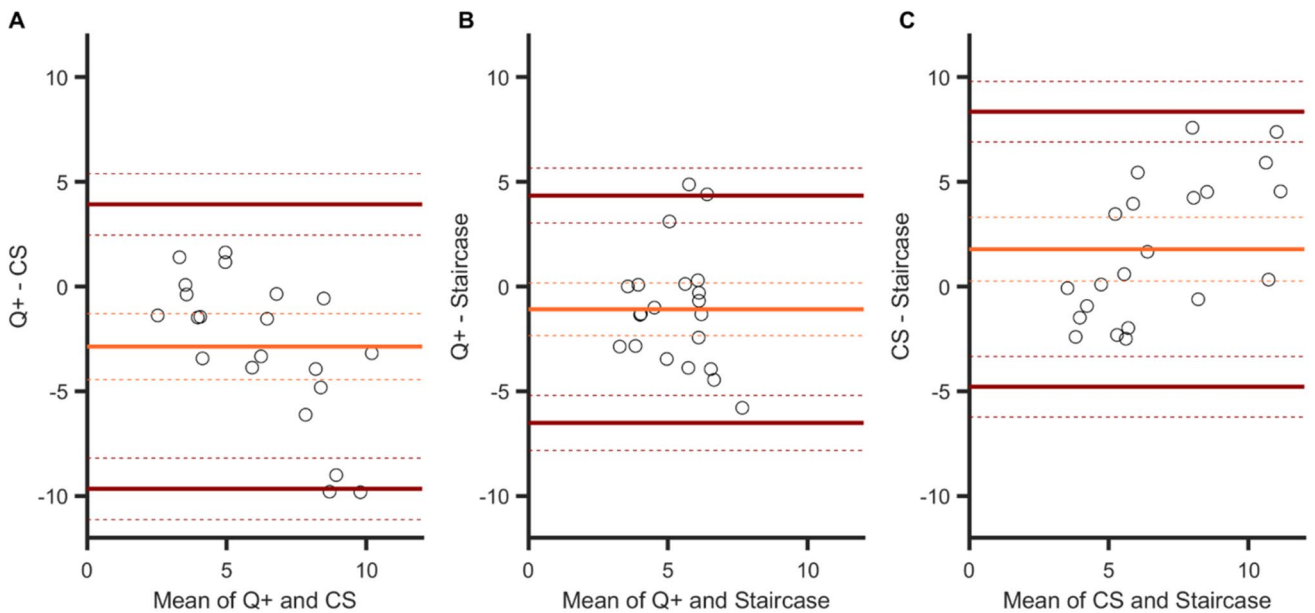 A
10
5
0
-5
-10
Q+ - CS
0
5
10
Mean of Q+ and CS
B
10
5
0
-5
-10
Q+ - Staircase
0
5
10
Mean of Q+ and Staircase
C
10
5
0
-5
-10
CS - Staircase
0
5
10
Mean of CS and Staircase